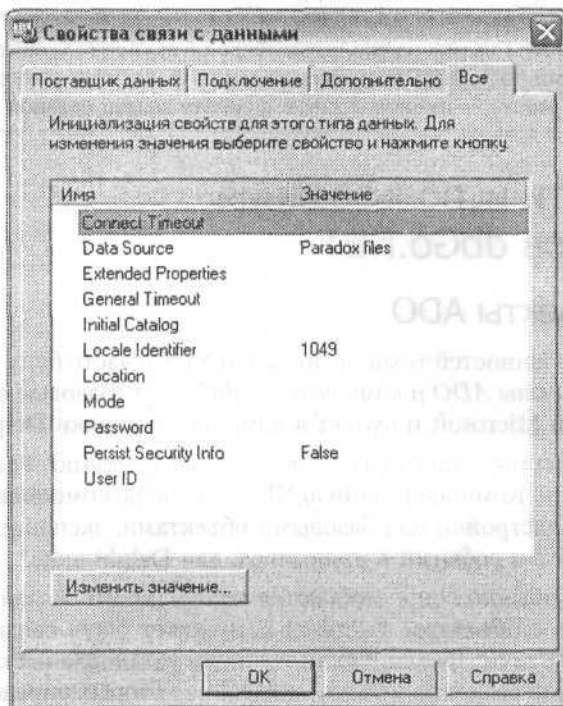 Свойства связи с данными
Поставщик данных Подключение Дополнительно Все
Инициализация свойств для этого типа данных. Для
изменения значения выберите свойство и нажмите кнопку.
Имя Значение
Connect Timeout
Data Source Paradox files
Extended Properties
General Timeout
Initial Catalog
Locale Identifier 1049
Location
Mode
Password
Persist Security Info False
User ID
Изменить значение...
OK Отмена Справка